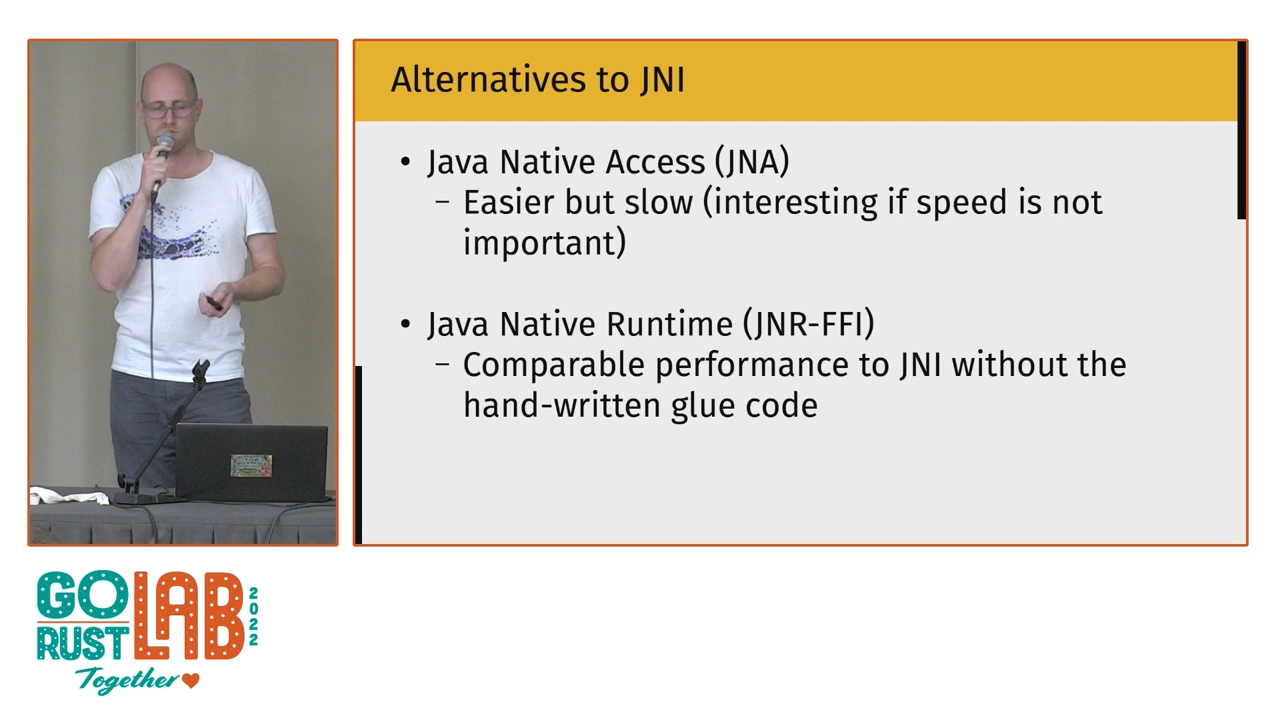 Alternatives to JNI
• Java Native Access (JNA)
– Easier but slow (interesting if speed is not
important)
• Java Native Runtime (JNR-FFI)
– Comparable performance to JNI without the
hand-written glue code
GO LAB 2022
RUST
Together